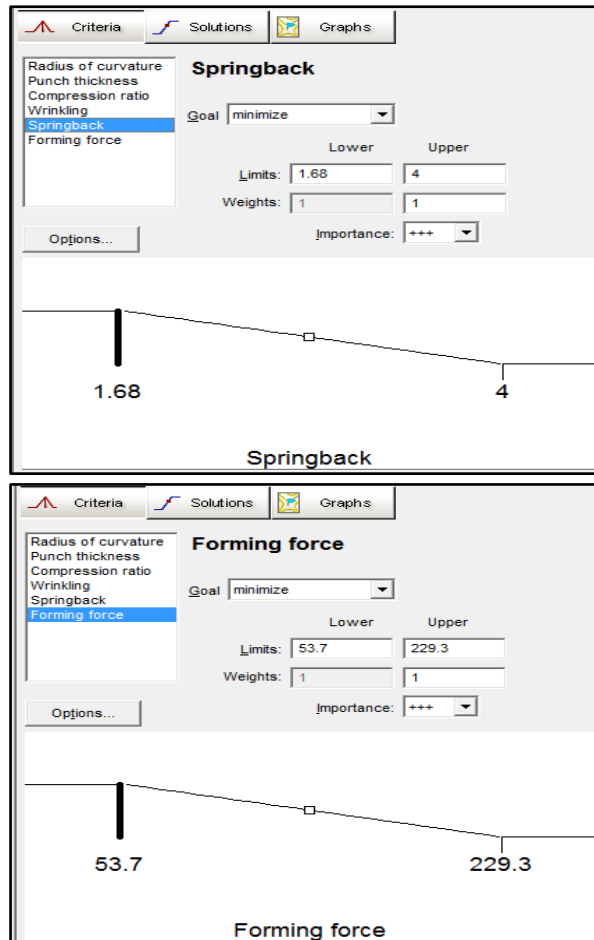 Criteria Solutions Graphs
Radius of curvature
Punch thickness
Compression ratio
Wrinkling
Springback
Forming force
Springback
Goal minimize
Lower Upper
Limits: 1.68 4
Weights: 1 1
Importance: +++
Options...
1.68 4
Springback
Criteria Solutions Graphs
Radius of curvature
Punch thickness
Compression ratio
Wrinkling
Springback
Forming force
Forming force
Goal minimize
Lower Upper
Limits: 53.7 229.3
Weights: 1 1
Importance: +++
Options...
53.7 229.3
Forming force